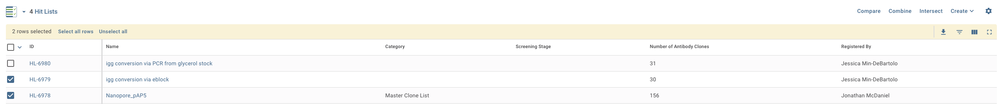 4 Hit Lists Compare Combine Intersect Create
2 rows selected Select all rows Unselect all
ID Name Category Screening Stage Number of Antibody Clones Registered By
HL-6980 igg conversion via PCR from glycerol stock 31 Jessica Min-DeBartolo
HL-6979 igg conversion via eblock 30 Jessica Min-DeBartolo
HL-6978 Nanopore_pAP5 Master Clone List 156 Jonathan McDaniel